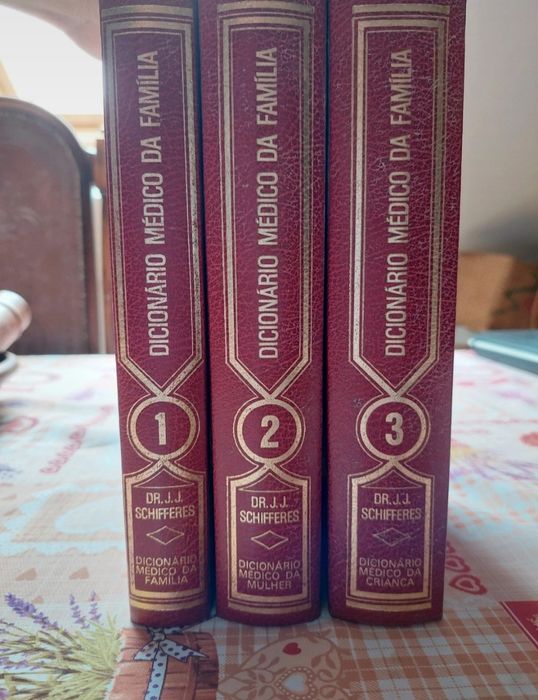 DICIONÁRIO MÉDICO DA FAMÍLIA
1
DR. J. J.
SCHIFFERES
DICIONÁRIO
MÉDICO DA
FAMÍLIA
DICIONÁRIO MÉDICO DA FAMÍLIA
2
DR. J. J.
SCHIFFERES
DICIONÁRIO
MÉDICO DA
MULHER
DICIONÁRIO MÉDICO DA FAMÍLIA
3
DR. J. J.
SCHIFFERES
DICIONÁRIO
MÉDICO DA
CRIANÇA